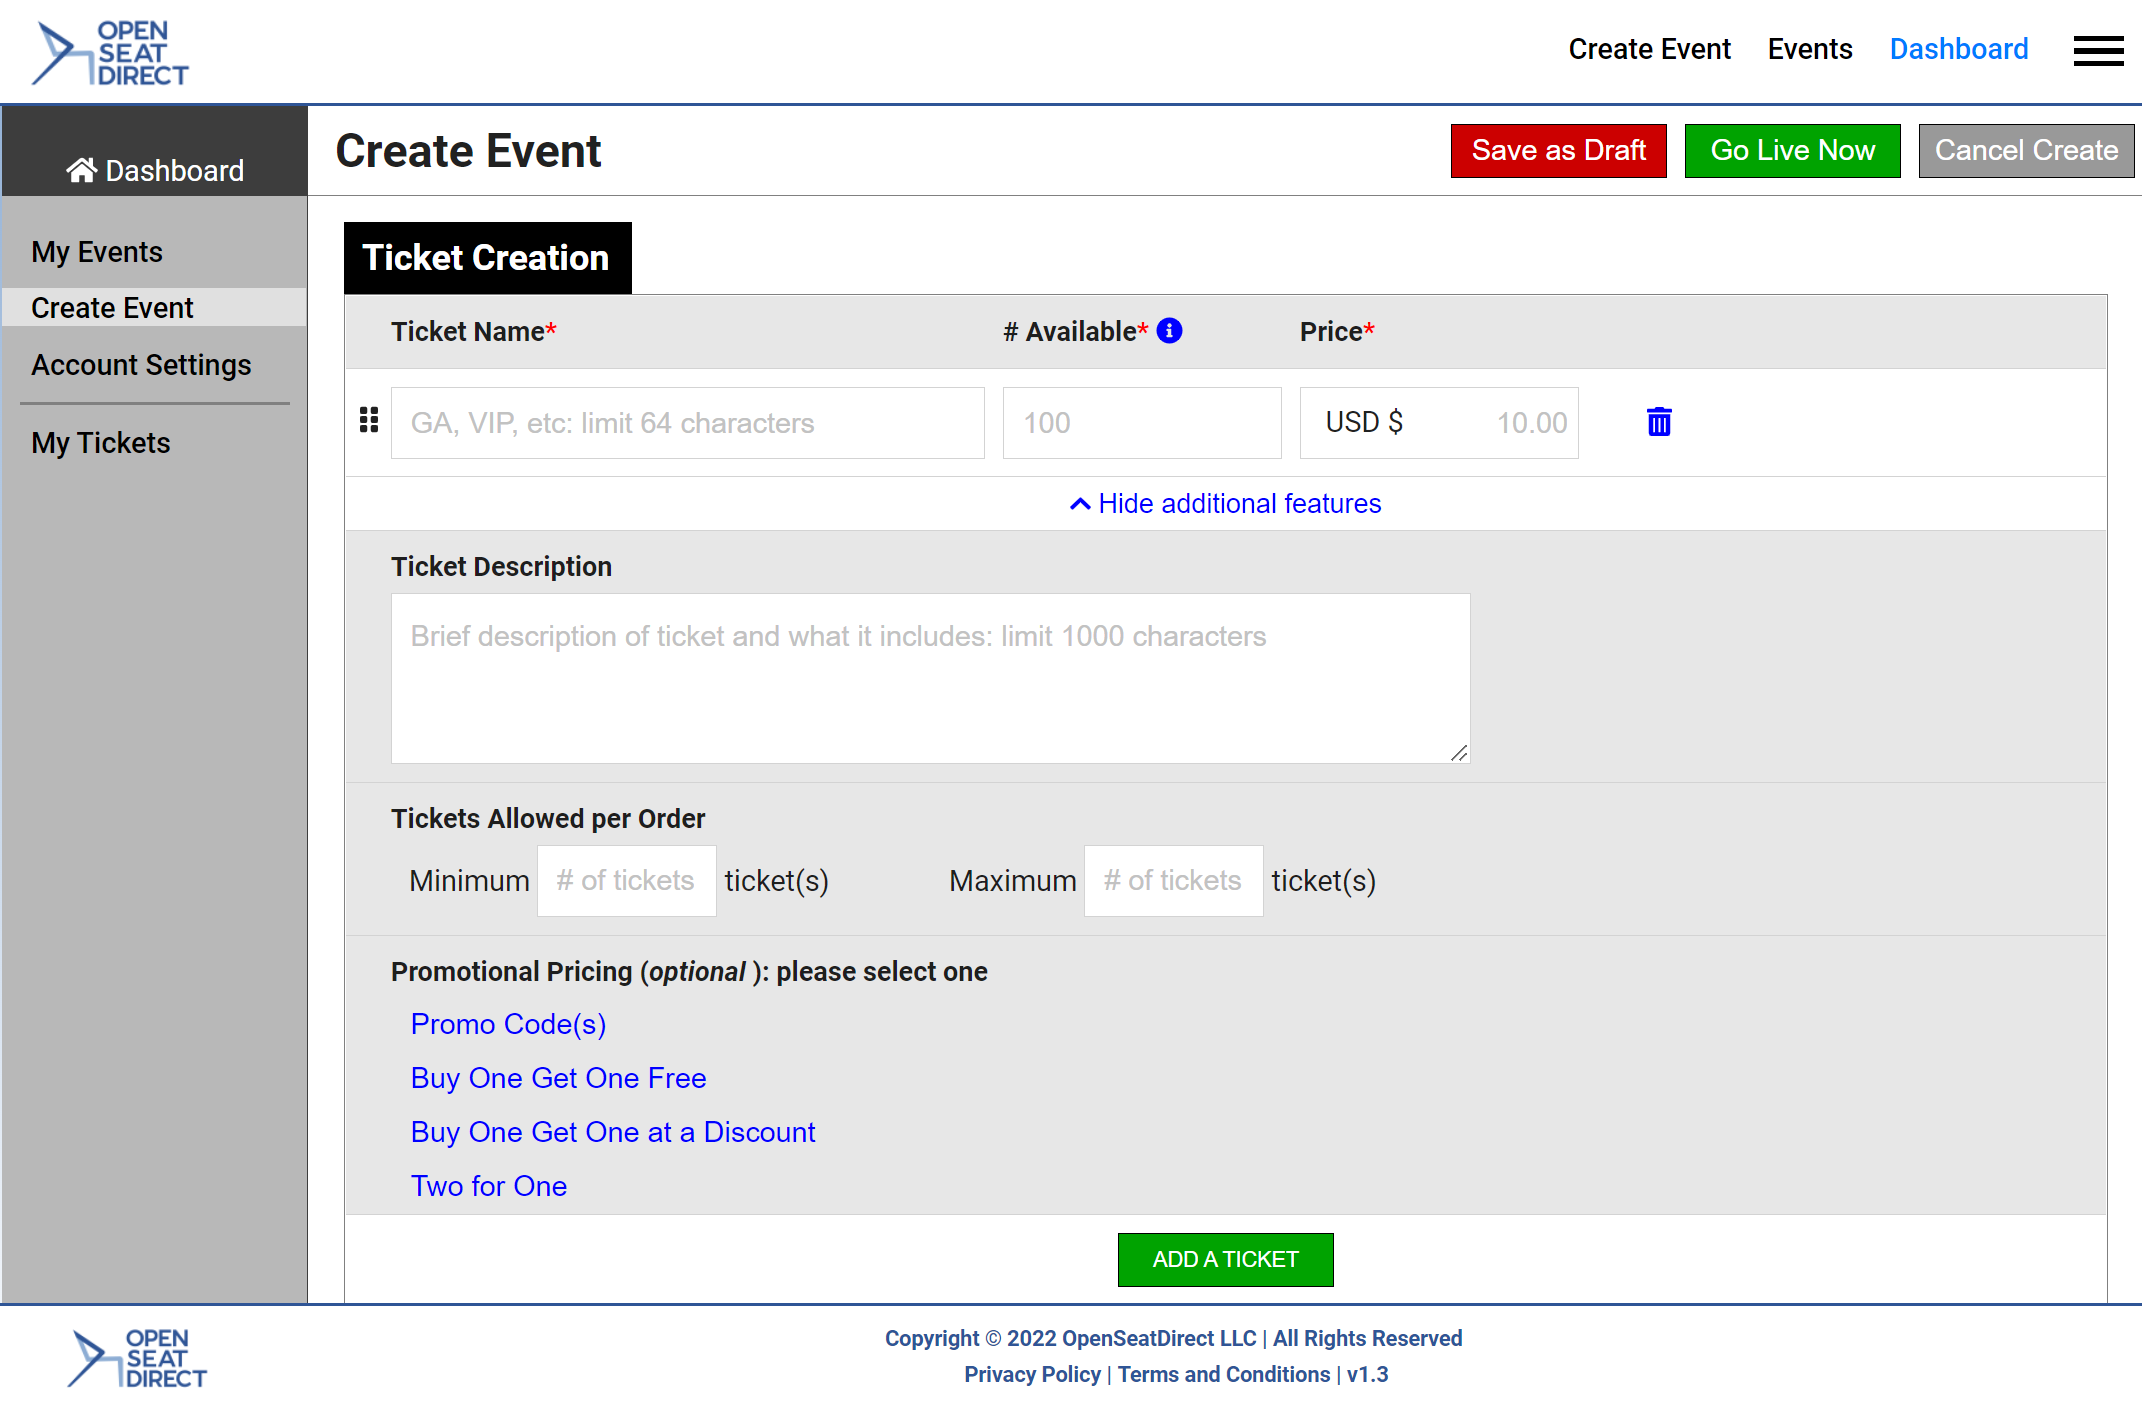 OPEN
SEAT
DIRECT
Create Event
Events
Dashboard
Dashboard
My Events
Create Event
Account Settings
My Tickets
Create Event
Save as Draft
Go Live Now
Cancel Create
Ticket Creation
Ticket Name*
# Available*
Price*
GA, VIP, etc: limit 64 characters
100
USD $
10.00
Hide additional features
Ticket Description
Brief description of ticket and what it includes: limit 1000 characters
Tickets Allowed per Order
Minimum # of tickets ticket(s)
Maximum # of tickets ticket(s)
Promotional Pricing (optional ): please select one
Promo Code(s)
Buy One Get One Free
Buy One Get One at a Discount
Two for One
ADD A TICKET
OPEN
SEAT
DIRECT
Copyright © 2022 OpenSeatDirect LLC | All Rights Reserved
Privacy Policy | Terms and Conditions | v1.3